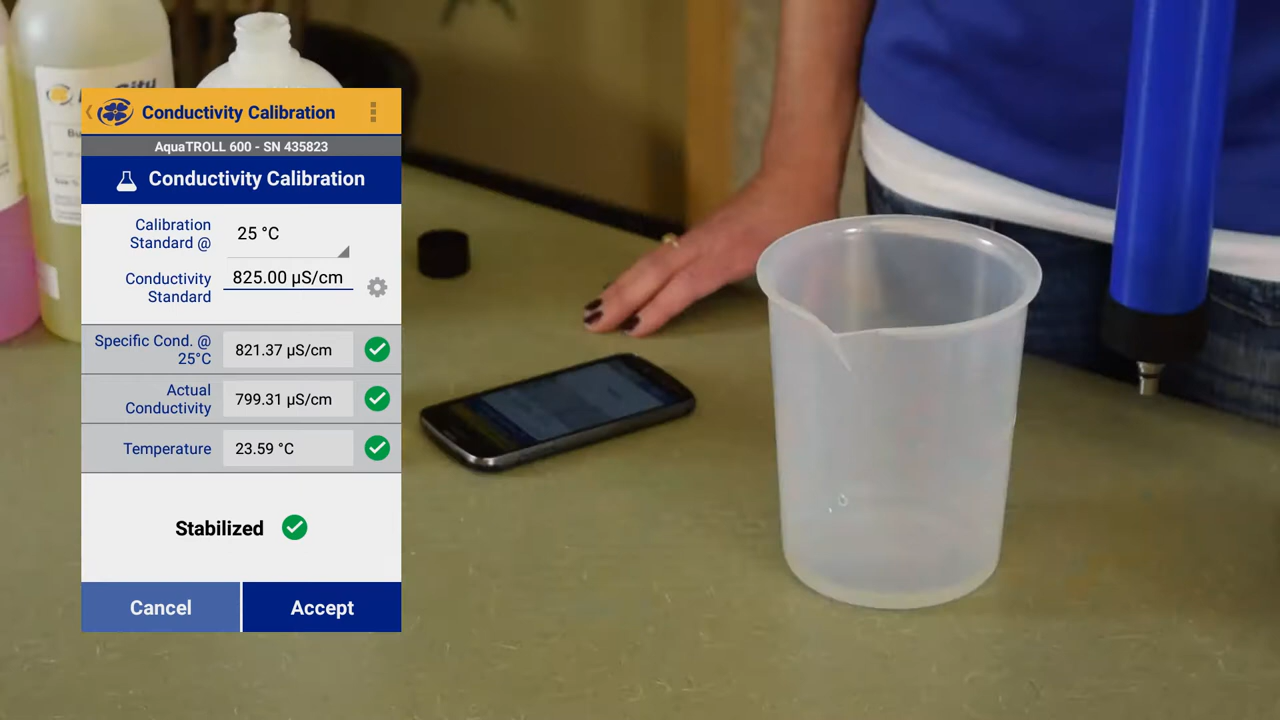 Conductivity Calibration
AquaTROLL 600 - SN 435823
Conductivity Calibration
Calibration
Standard @
25 °C
Conductivity
Standard
825.00 µS/cm
Specific Cond. @
25°C
821.37 µS/cm
Actual
Conductivity
799.31 µS/cm
Temperature
23.59 °C
Stabilized
Cancel
Accept